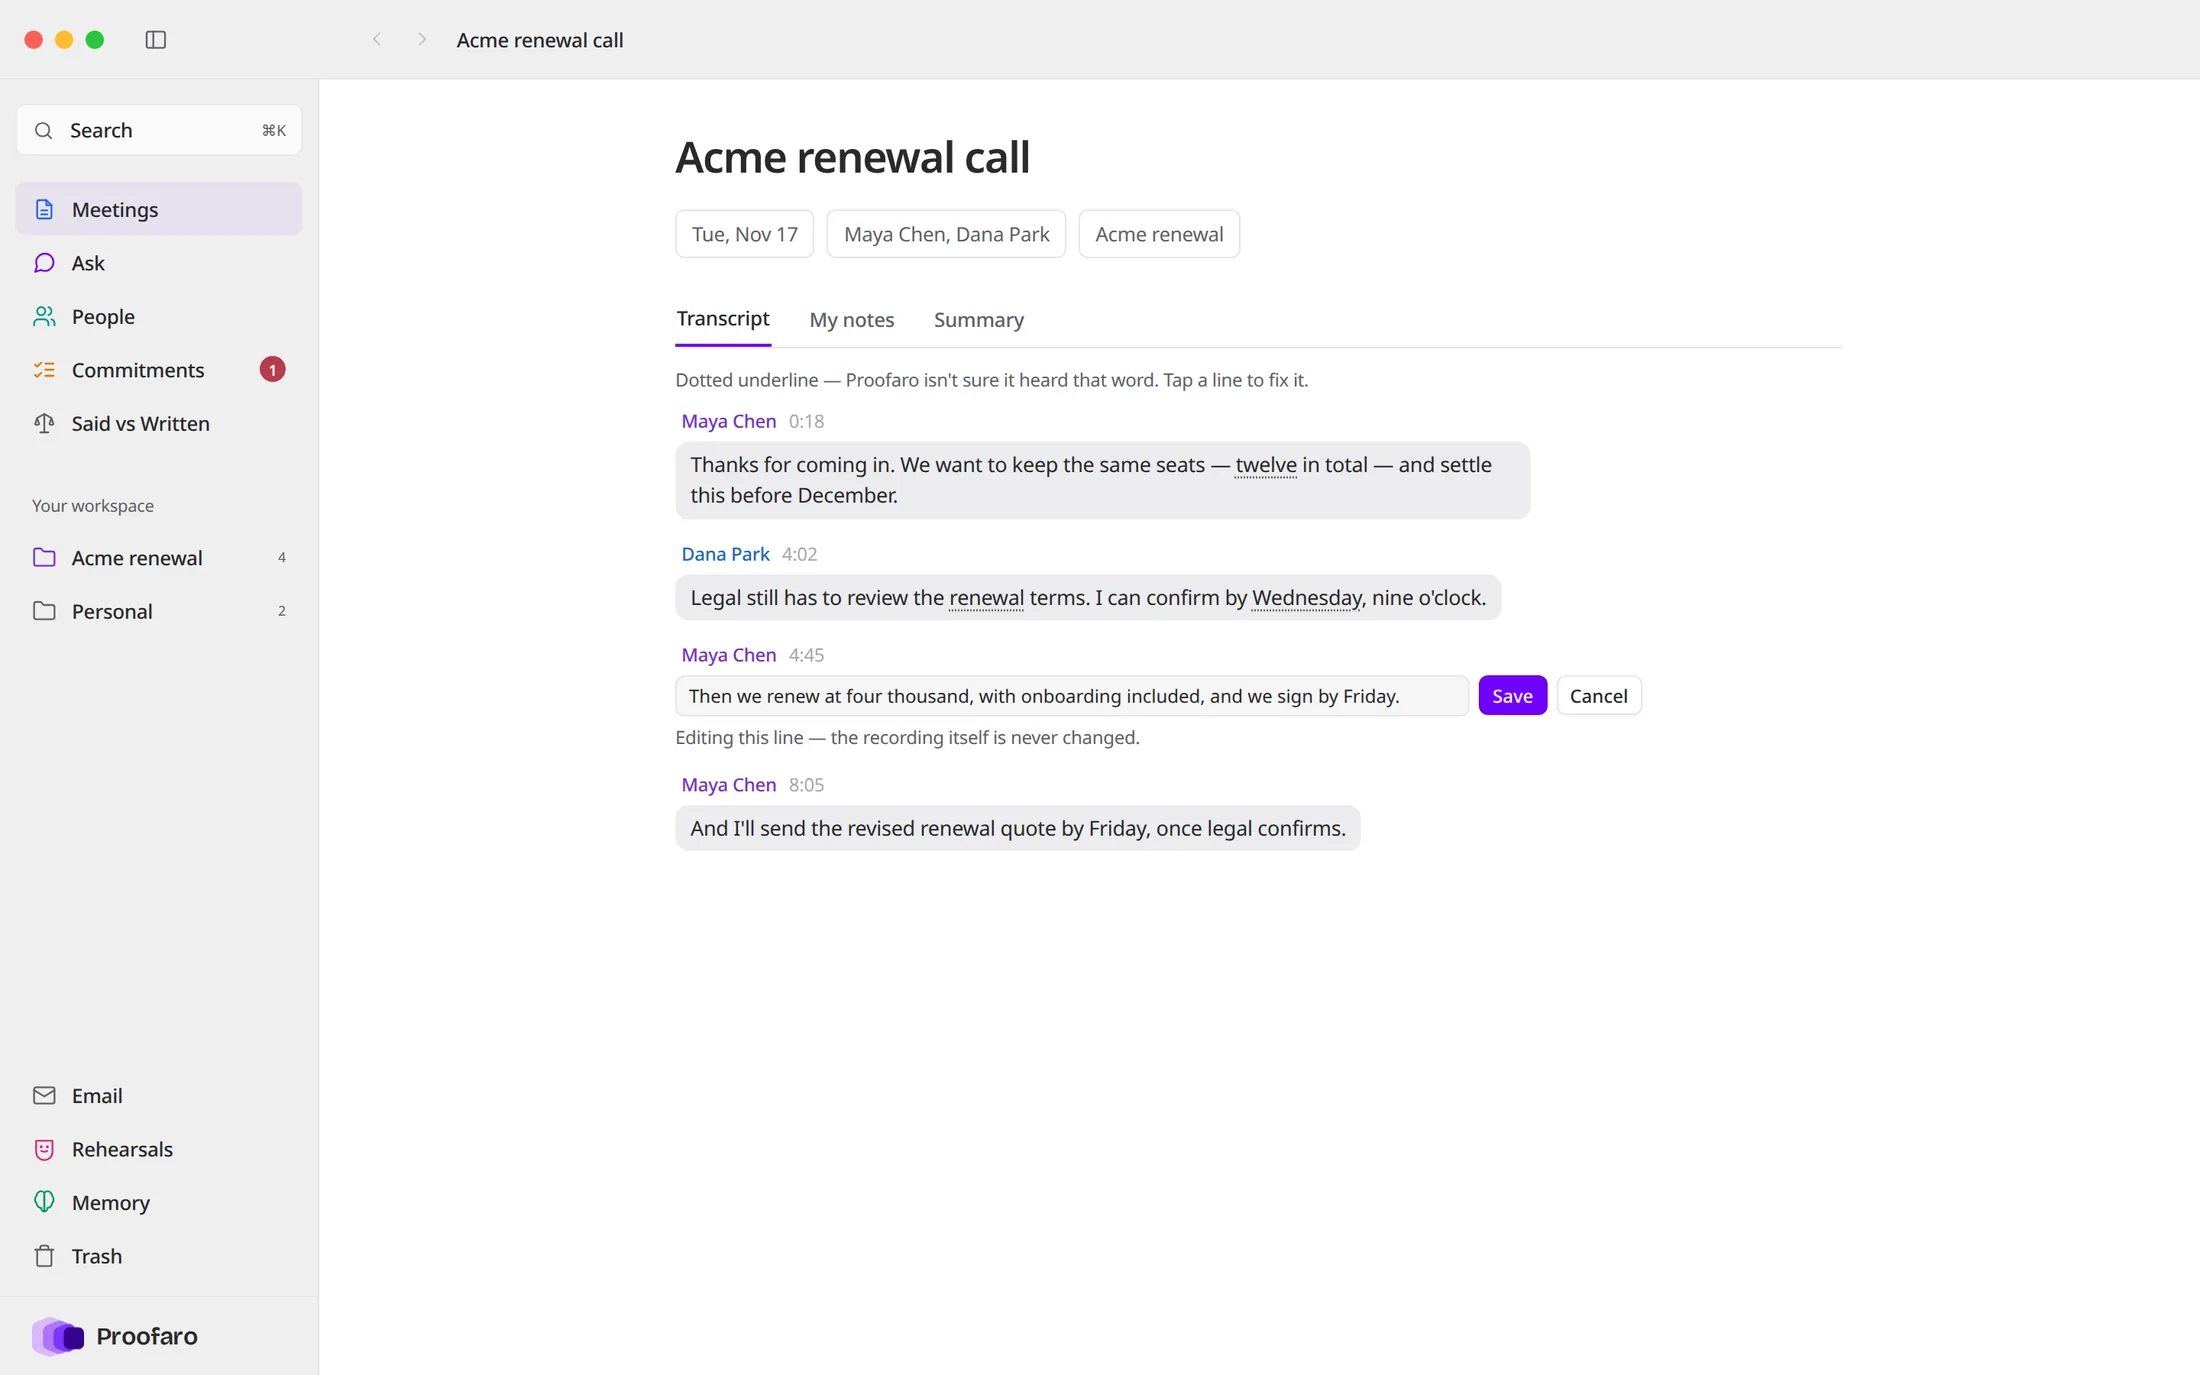 Acme renewal call
Search ⌘K
Meetings
Ask
People
Commitments 1
Said vs Written
Your workspace
Acme renewal 4
Personal 2
Email
Rehearsals
Memory
Trash
Proofaro
Acme renewal call
Tue, Nov 17
Maya Chen, Dana Park
Acme renewal
Transcript
My notes
Summary
Dotted underline — Proofaro isn't sure it heard that word. Tap a line to fix it.
Maya Chen 0:18
Thanks for coming in. We want to keep the same seats — twelve in total — and settle
this before December.
Dana Park 4:02
Legal still has to review the renewal terms. I can confirm by Wednesday, nine o'clock.
Maya Chen 4:45
Then we renew at four thousand, with onboarding included, and we sign by Friday.
Save
Cancel
Editing this line — the recording itself is never changed.
Maya Chen 8:05
And I'll send the revised renewal quote by Friday, once legal confirms.